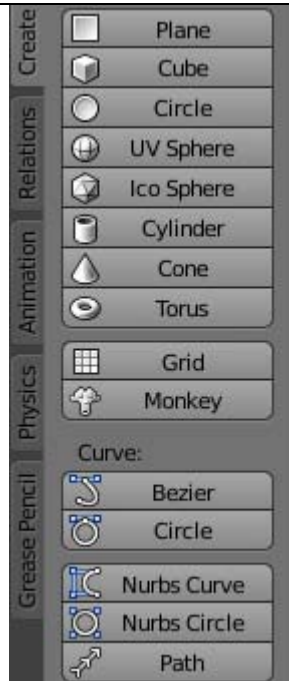 Create
Relations
Animation
Physics
Grease Pencil
Plane
Cube
Circle
UV Sphere
Ico Sphere
Cylinder
Cone
Torus
Grid
Monkey
Curve:
Bezier
Circle
Nurbs Curve
Nurbs Circle
Path